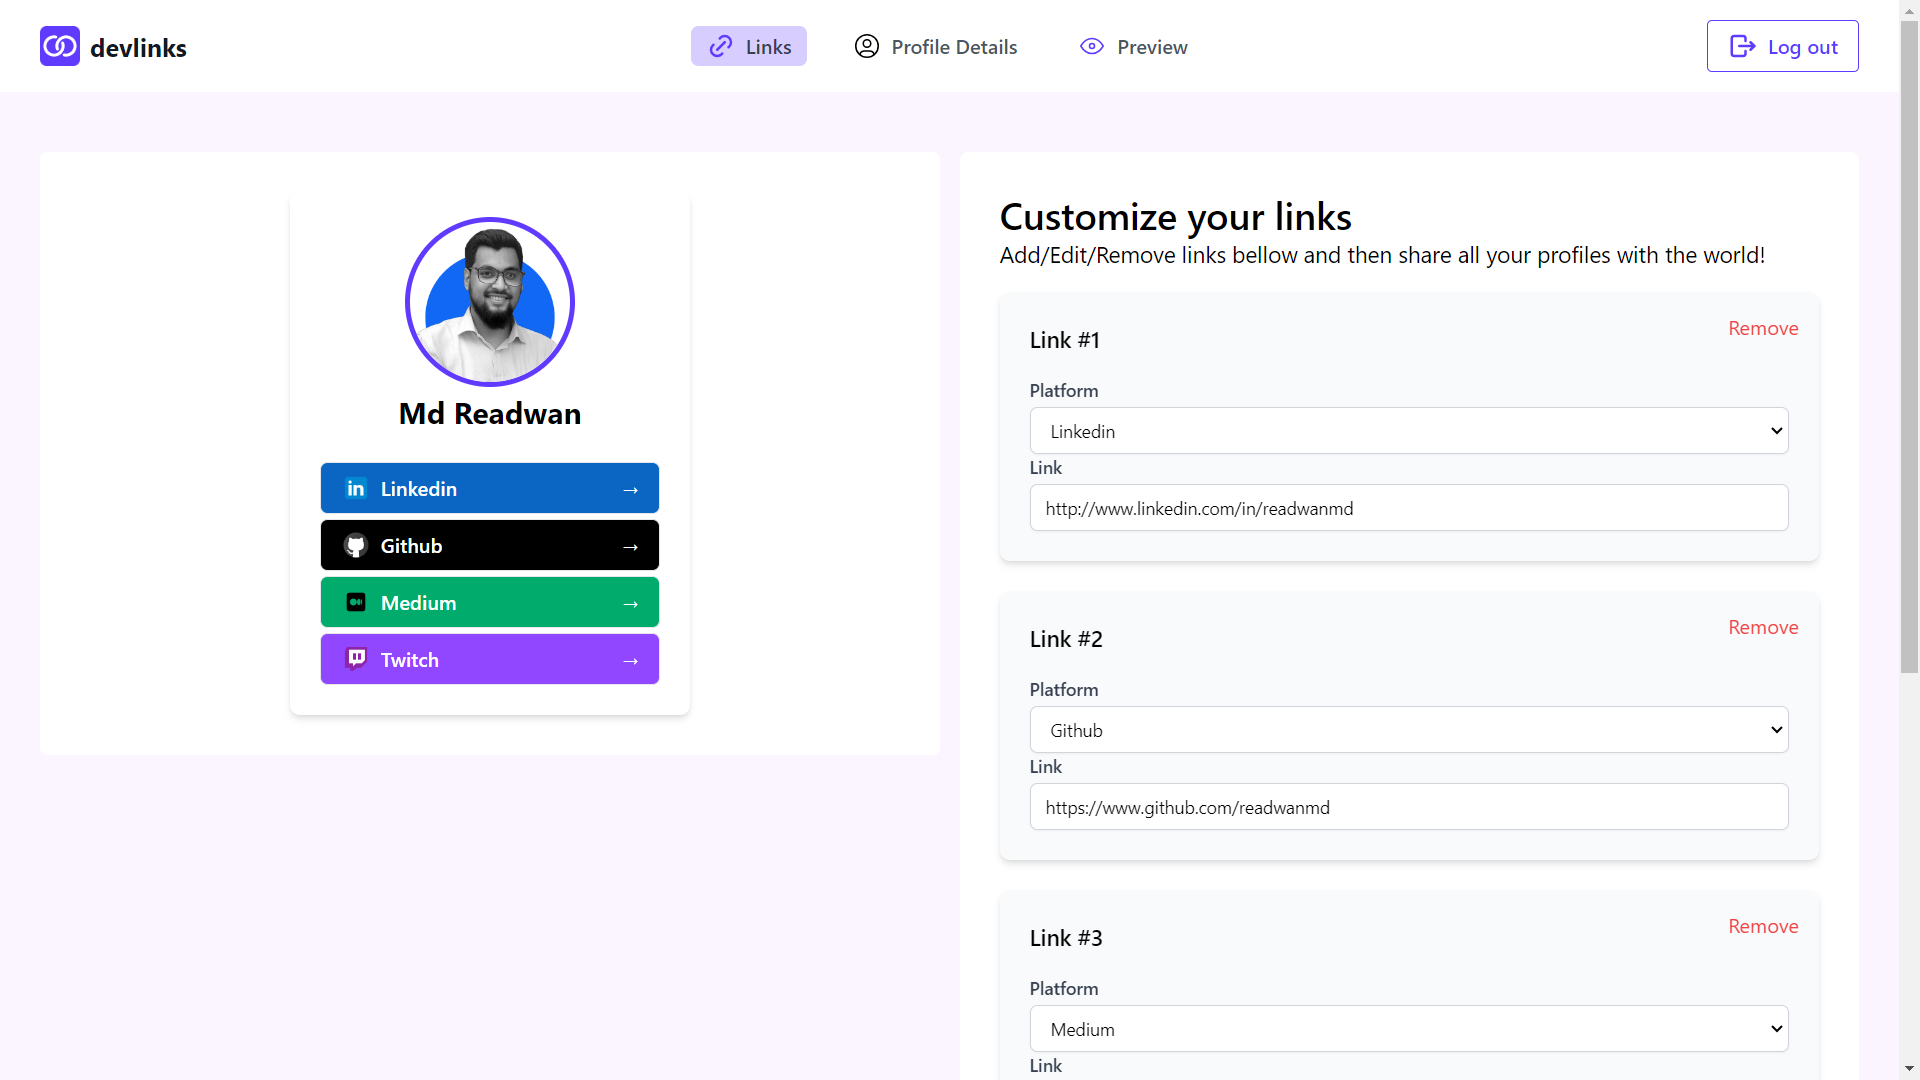 devlinks
Links
Profile Details
Preview
Log out
Md Readwan
in Linkedin →
Github →
Medium →
Twitch →
Customize your links
Add/Edit/Remove links bellow and then share all your profiles with the world!
Link #1
Remove
Platform
Linkedin
Link
http://www.linkedin.com/in/readwanmd
Link #2
Remove
Platform
Github
Link
https://www.github.com/readwanmd
Link #3
Remove
Platform
Medium
Link